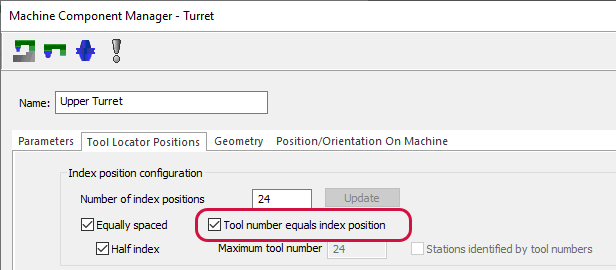 Machine Component Manager - Turret
Name: Upper Turret
Parameters Tool Locator Positions Geometry Position/Orientation On Machine
Index position configuration
Number of index positions 24 Update
Equally spaced Tool number equals index position
Half index Maximum tool number 24 Stations identified by tool numbers